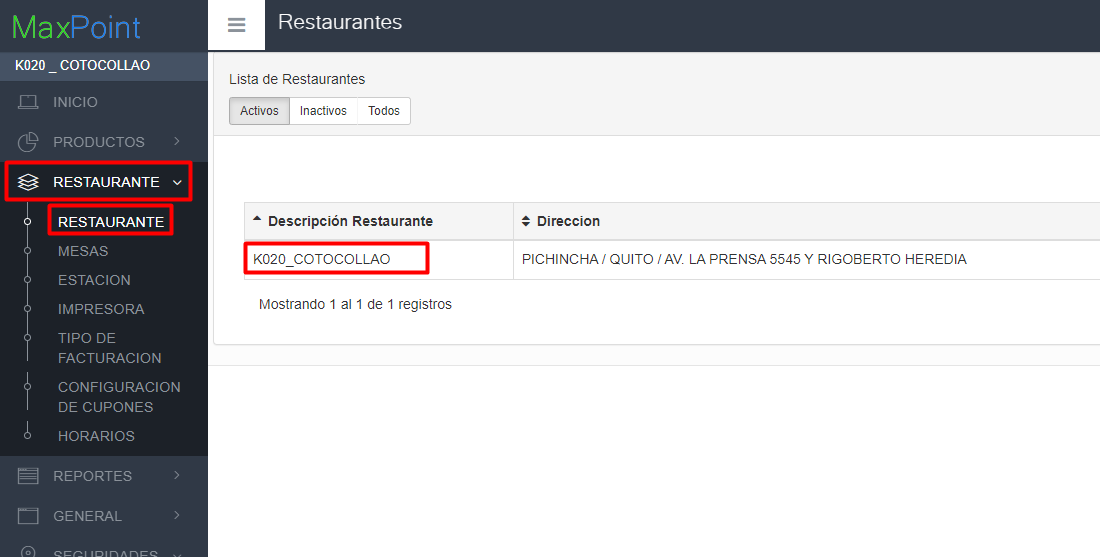 MaxPoint
Restaurantes
K020 _ COTOCOLLAO
INICIO
PRODUCTOS
RESTAURANTE
RESTAURANTE
MESAS
ESTACION
IMPRESORA
TIPO DE
FACTURACION
CONFIGURACION
DE CUPONES
HORARIOS
REPORTES
GENERAL
SEGURIDADES
Lista de Restaurantes
Activos Inactivos Todos
Descripción Restaurante Direccion
K020_COTOCOLLAO PICHINCHA / QUITO / AV. LA PRENSA 5545 Y RIGOBERTO HEREDIA
Mostrando 1 al 1 de 1 registros